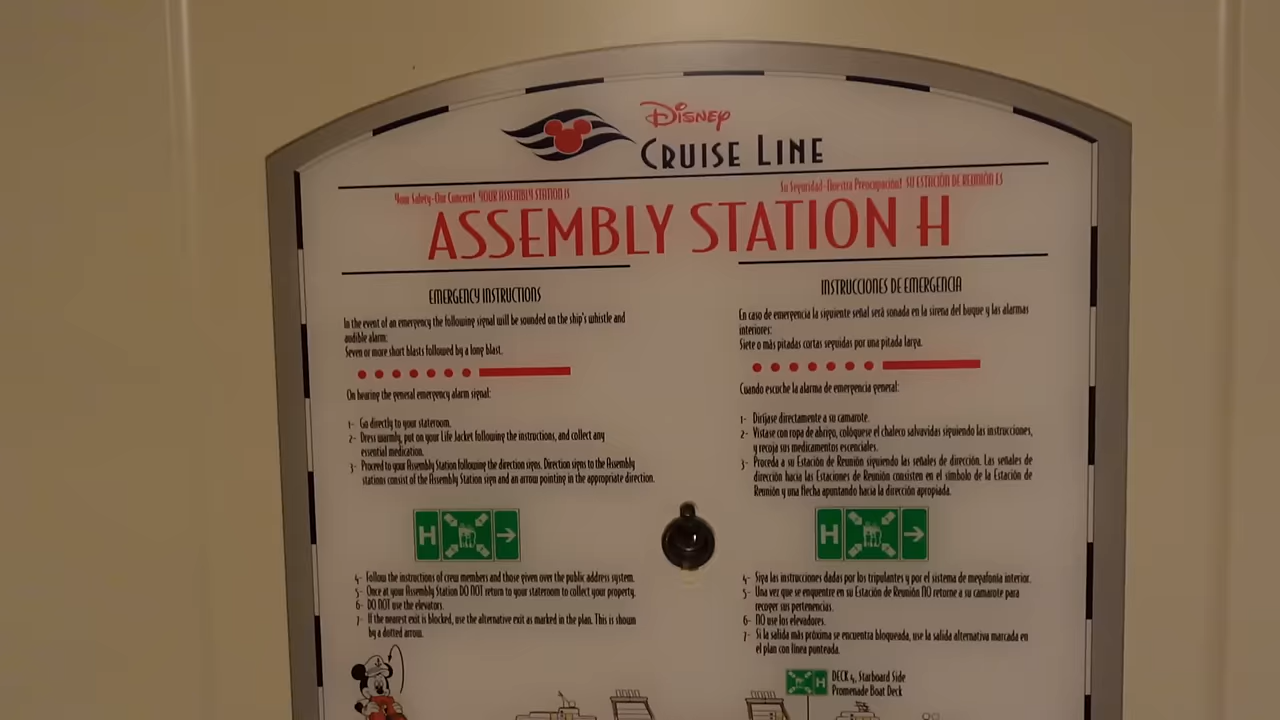 Disney
CRUISE LINE
Your Safety-Our Concern! YOUR ASSEMBLY STATION IS
Su Seguridad-Nuestra Preocupación! SU ESTACIÓN DE REUNIÓN ES
ASSEMBLY STATION H
EMERGENCY INSTRUCTIONS
In the event of an emergency the following signal will be sounded on the ship's whistle and
audible alarm:
Seven or more short blasts followed by a long blast.
On hearing the general emergency alarm signal:
1- Go directly to your stateroom.
2- Dress warmly, put on your Life Jacket following the instructions, and collect any
essential medication.
3- Proceed to your Assembly Station following the direction signs. Direction signs to the Assembly
stations consist of the Assembly Station sign and an arrow pointing in the appropriate direction.
H
4- Follow the instructions of crew members and those given over the public address system.
5- Once at your Assembly Station DO NOT return to your stateroom to collect your property.
6- DO NOT use the elevators.
7- If the nearest exit is blocked, use the alternative exit as marked in the plan. This is shown
by a dotted arrow.
INSTRUCCIONES DE EMERGENCIA
En caso de emergencia la siguiente señal será sonada en la sirena del buque y las alarmas
interiores:
Siete o más pitadas cortas seguidas por una pitada larga.
Cuando escuche la alarma de emergencia general:
1- Diríjase directamente a su camarote.
2- Vístase con ropa de abrigo, colóquese el chaleco salvavidas siguiendo las instrucciones,
y recoja sus medicamentos escenciales.
3- Proceda a su Estación de Reunión siguiendo las señales de dirección. Las señales de
dirección hacia las Estaciones de Reunión consisten en el símbolo de la Estación de
Reunión y una flecha apuntando hacia la dirección apropiada.
H
4- Siga las instrucciones dadas por los tripulantes y por el sistema de megafonía interior.
5- Una vez que se encuentre en su Estación de Reunión NO retorne a su camarote para
recoger sus pertenencias.
6- NO use los elevadores.
7- Si la salida más próxima se encuentra bloqueada, use la salida alternativa marcada en
el plan con línea punteada.
H
DECK 4, Starboard Side
Promenade Boat Deck